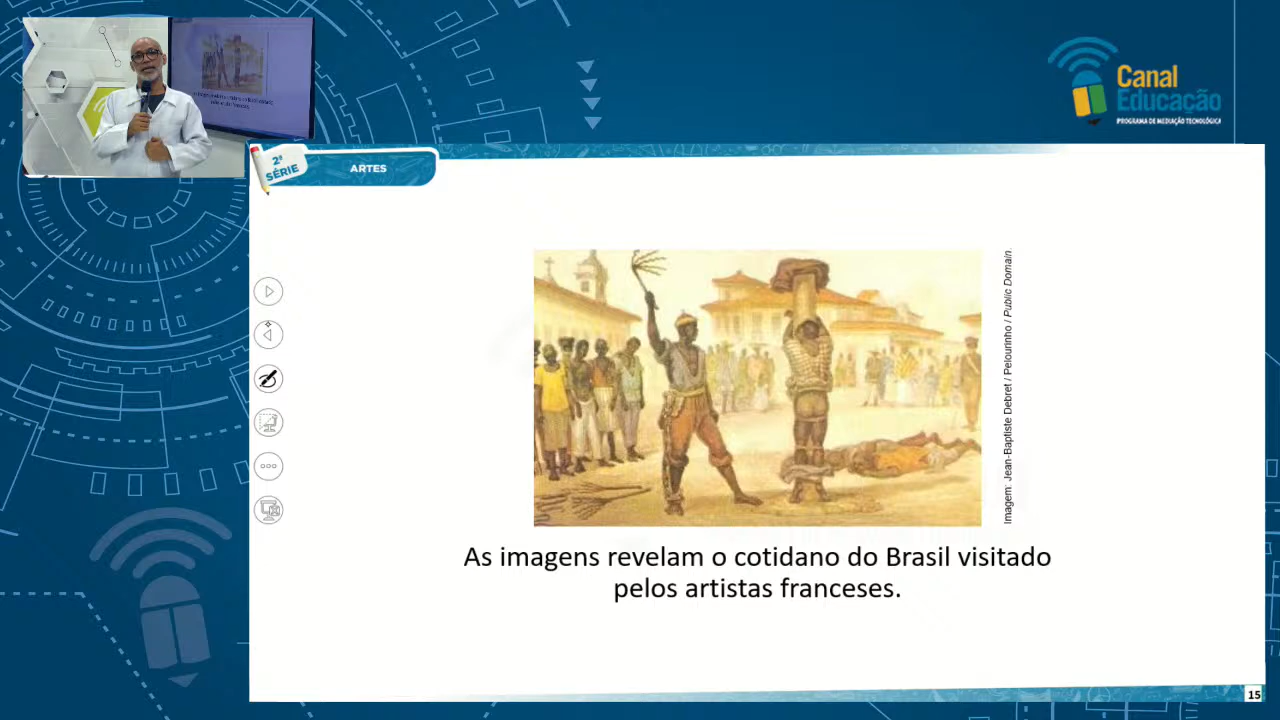 Canal
Educação
PROGRAMA DE MEDIAÇÃO TECNOLÓGICA
2ª
SÉRIE
ARTES
Imagem: Jean-Baptiste Debret / Pelourinho / Public Domain.
As imagens revelam o cotidano do Brasil visitado
pelos artistas franceses.
15